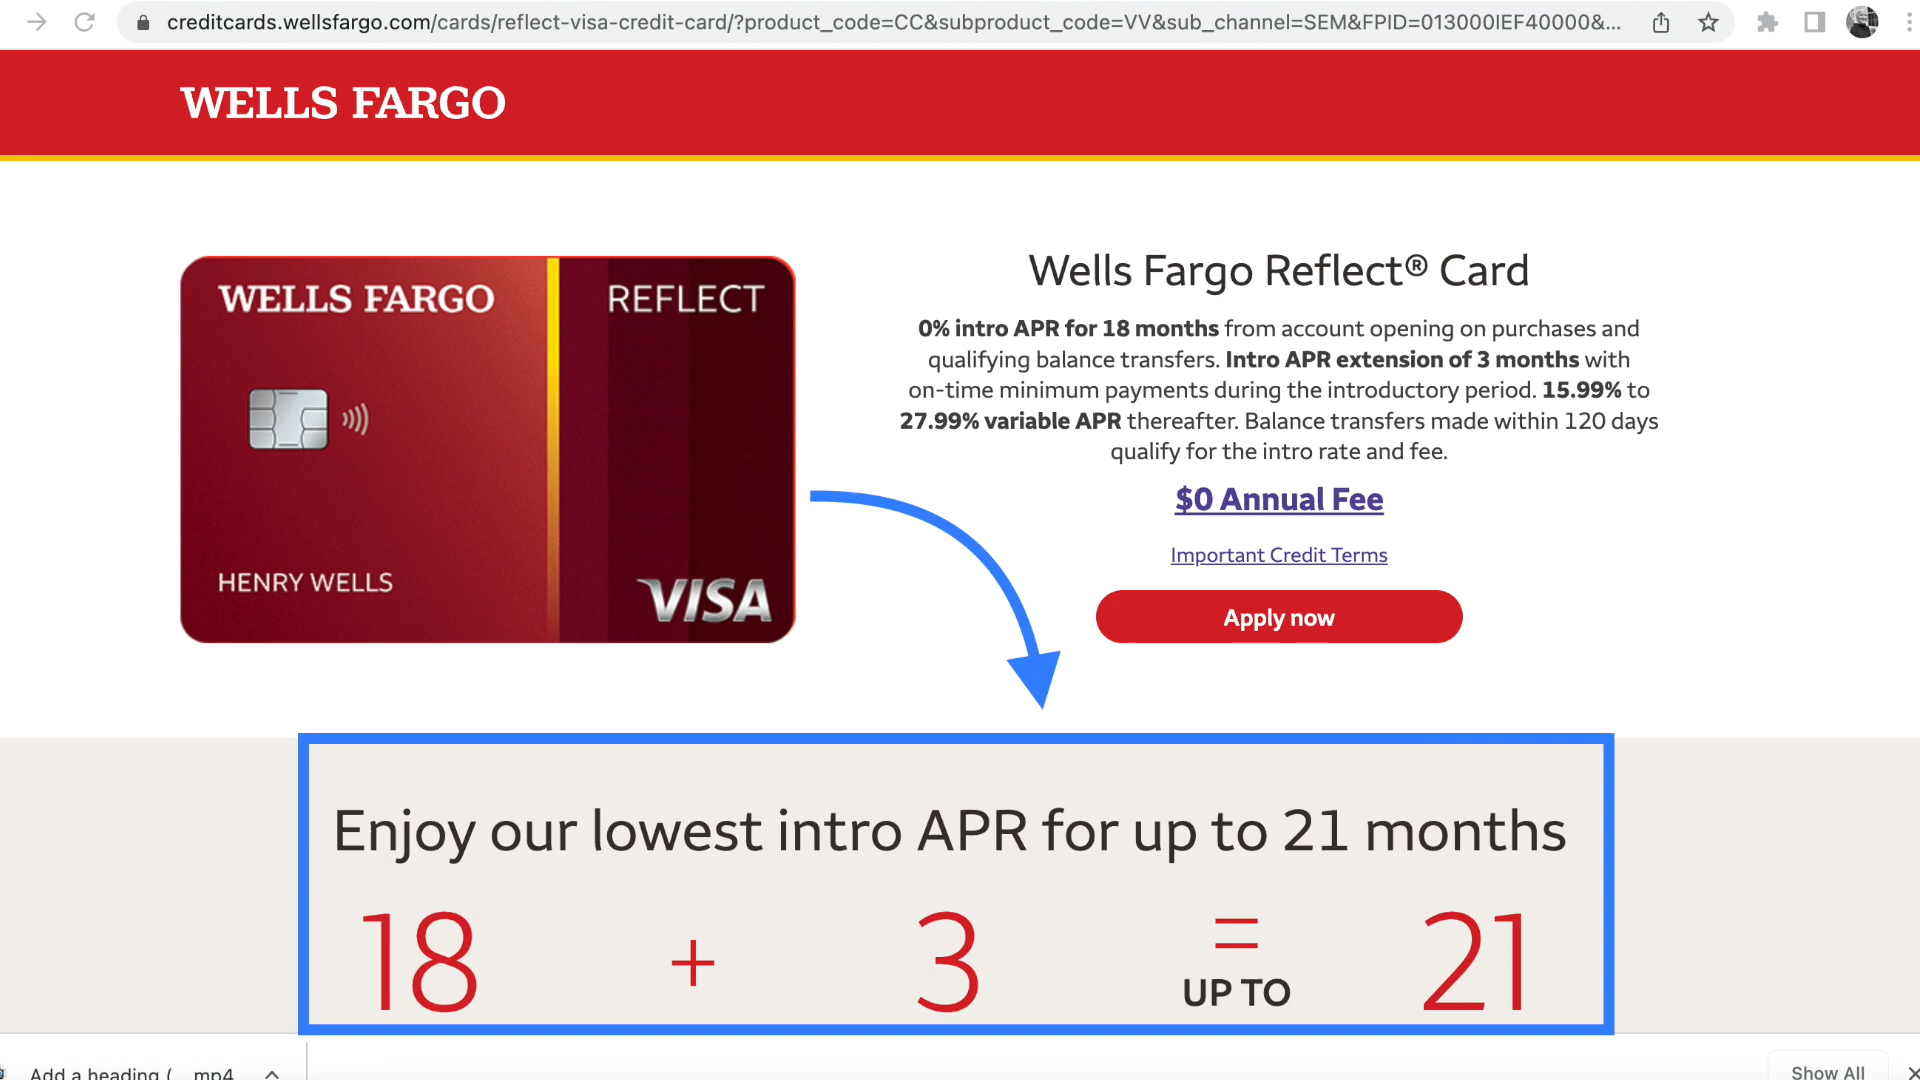 creditcards.wellsfargo.com/cards/reflect-visa-credit-card/?product_code=CC&subproduct_code=VV&sub_channel=SEM&FPID=013000IEF40000&...
WELLS FARGO
WELLS FARGO
REFLECT
HENRY WELLS
VISA
Wells Fargo Reflect® Card
0% intro APR for 18 months from account opening on purchases and
qualifying balance transfers. Intro APR extension of 3 months with
on-time minimum payments during the introductory period. 15.99% to
27.99% variable APR thereafter. Balance transfers made within 120 days
qualify for the intro rate and fee.
$0 Annual Fee
Important Credit Terms
Apply now
Enjoy our lowest intro APR for up to 21 months
18 + 3 = 21
UP TO
Add a heading (....mp4
Show All